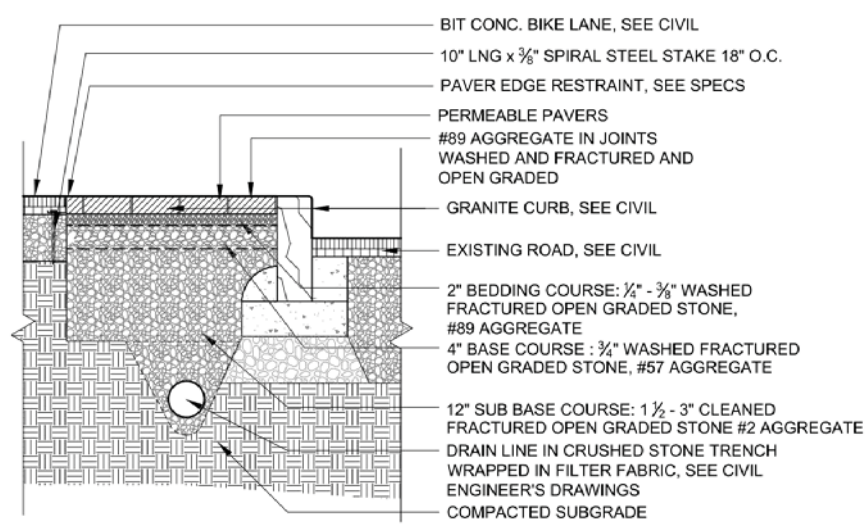 BIT CONC. BIKE LANE, SEE CIVIL
10" LNG x ⅜" SPIRAL STEEL STAKE 18" O.C.
PAVER EDGE RESTRAINT, SEE SPECS
PERMEABLE PAVERS
#89 AGGREGATE IN JOINTS
WASHED AND FRACTURED AND
OPEN GRADED
GRANITE CURB, SEE CIVIL
EXISTING ROAD, SEE CIVIL
2" BEDDING COURSE: ¼" - ⅜" WASHED
FRACTURED OPEN GRADED STONE,
#89 AGGREGATE
4" BASE COURSE : ¾" WASHED FRACTURED
OPEN GRADED STONE, #57 AGGREGATE
12" SUB BASE COURSE: 1 ½ - 3" CLEANED
FRACTURED OPEN GRADED STONE #2 AGGREGATE
DRAIN LINE IN CRUSHED STONE TRENCH
WRAPPED IN FILTER FABRIC, SEE CIVIL
ENGINEER'S DRAWINGS
COMPACTED SUBGRADE